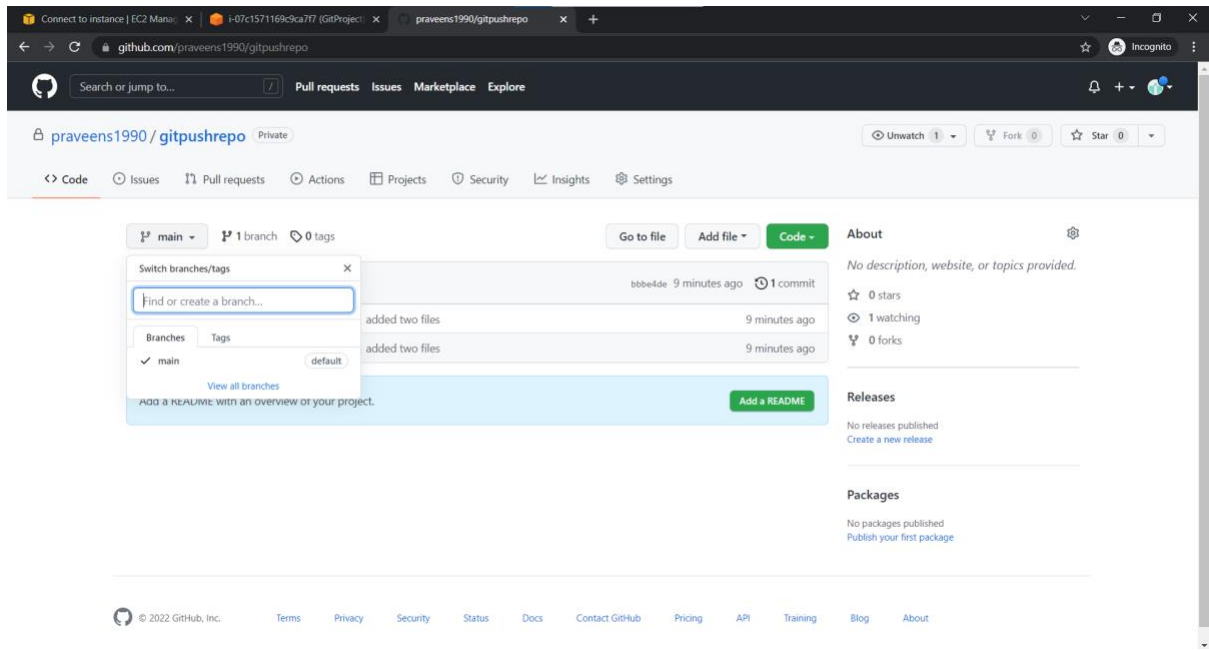 Connect to instance | EC2 Manag
i-07c1571169c9ca7f7 (GitProject)
praveens1990/gitpushrepo
github.com/praveens1990/gitpushrepo
Incognito
Search or jump to...
/
Pull requests Issues Marketplace Explore
praveens1990 / gitpushrepo Private
Unwatch 1
Fork 0
Star 0
<> Code
Issues
Pull requests
Actions
Projects
Security
Insights
Settings
main
1 branch
0 tags
Go to file
Add file
Code
Switch branches/tags
Find or create a branch...
Branches
Tags
main
default
View all branches
bbbe4de 9 minutes ago
1 commit
added two files
9 minutes ago
added two files
9 minutes ago
Add a README with an overview of your project.
Add a README
About
No description, website, or topics provided.
0 stars
1 watching
0 forks
Releases
No releases published
Create a new release
Packages
No packages published
Publish your first package
© 2022 GitHub, Inc.
Terms
Privacy
Security
Status
Docs
Contact GitHub
Pricing
API
Training
Blog
About